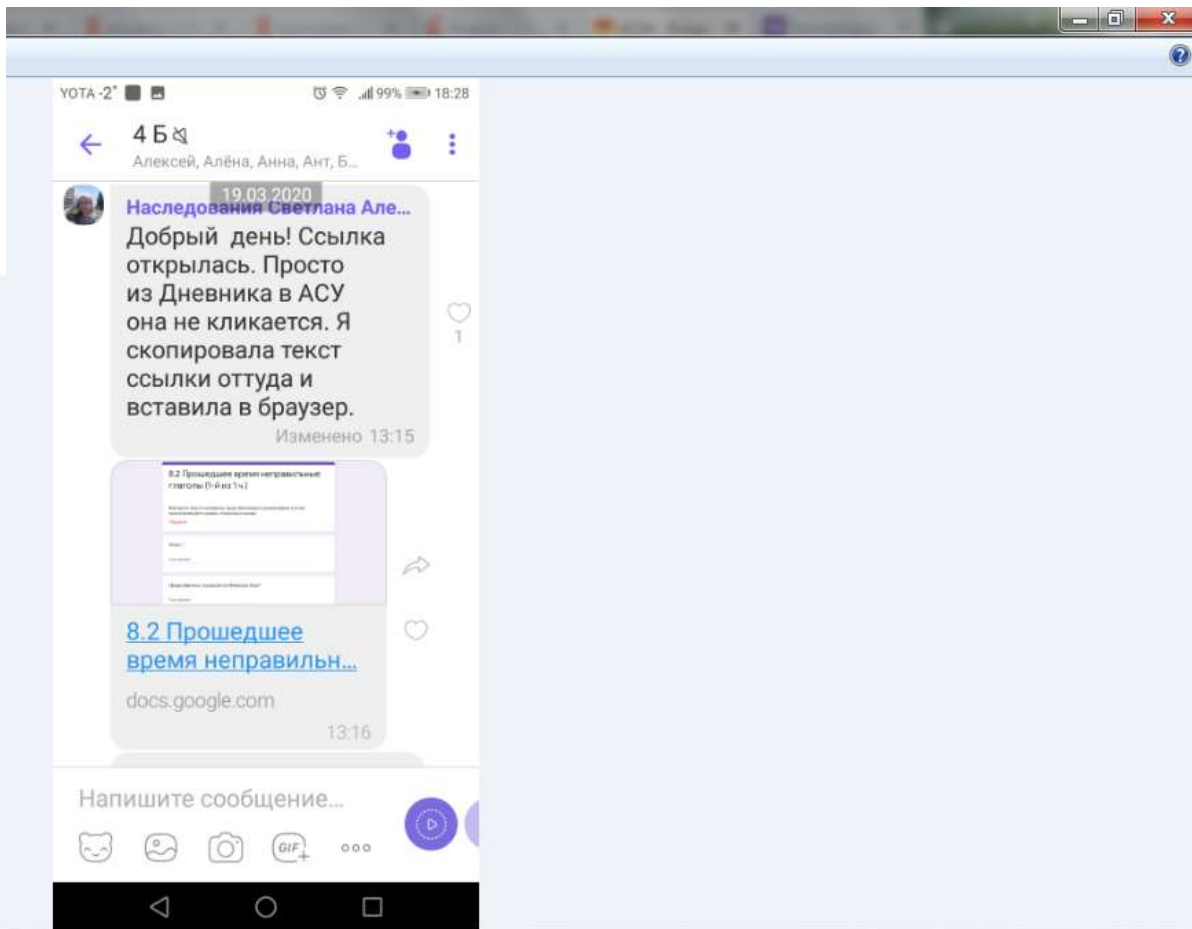 YOTA -2° 99% 18:28
4 Б
Алексей, Алёна, Анна, Ант, Б...
19.03.2020
Наследования Светлана Але...
Добрый день! Ссылка
открылась. Просто
из Дневника в АСУ
она не кликается. Я
скопировала текст
ссылки оттуда и
вставила в браузер.
1
Изменено 13:15
8.2 Прошедшее время неправильные
глаголы (1-й из 1 ч.)
8.2 Прошедшее
время неправильн...
docs.google.com
13:16
Напишите сообщение...
GIF